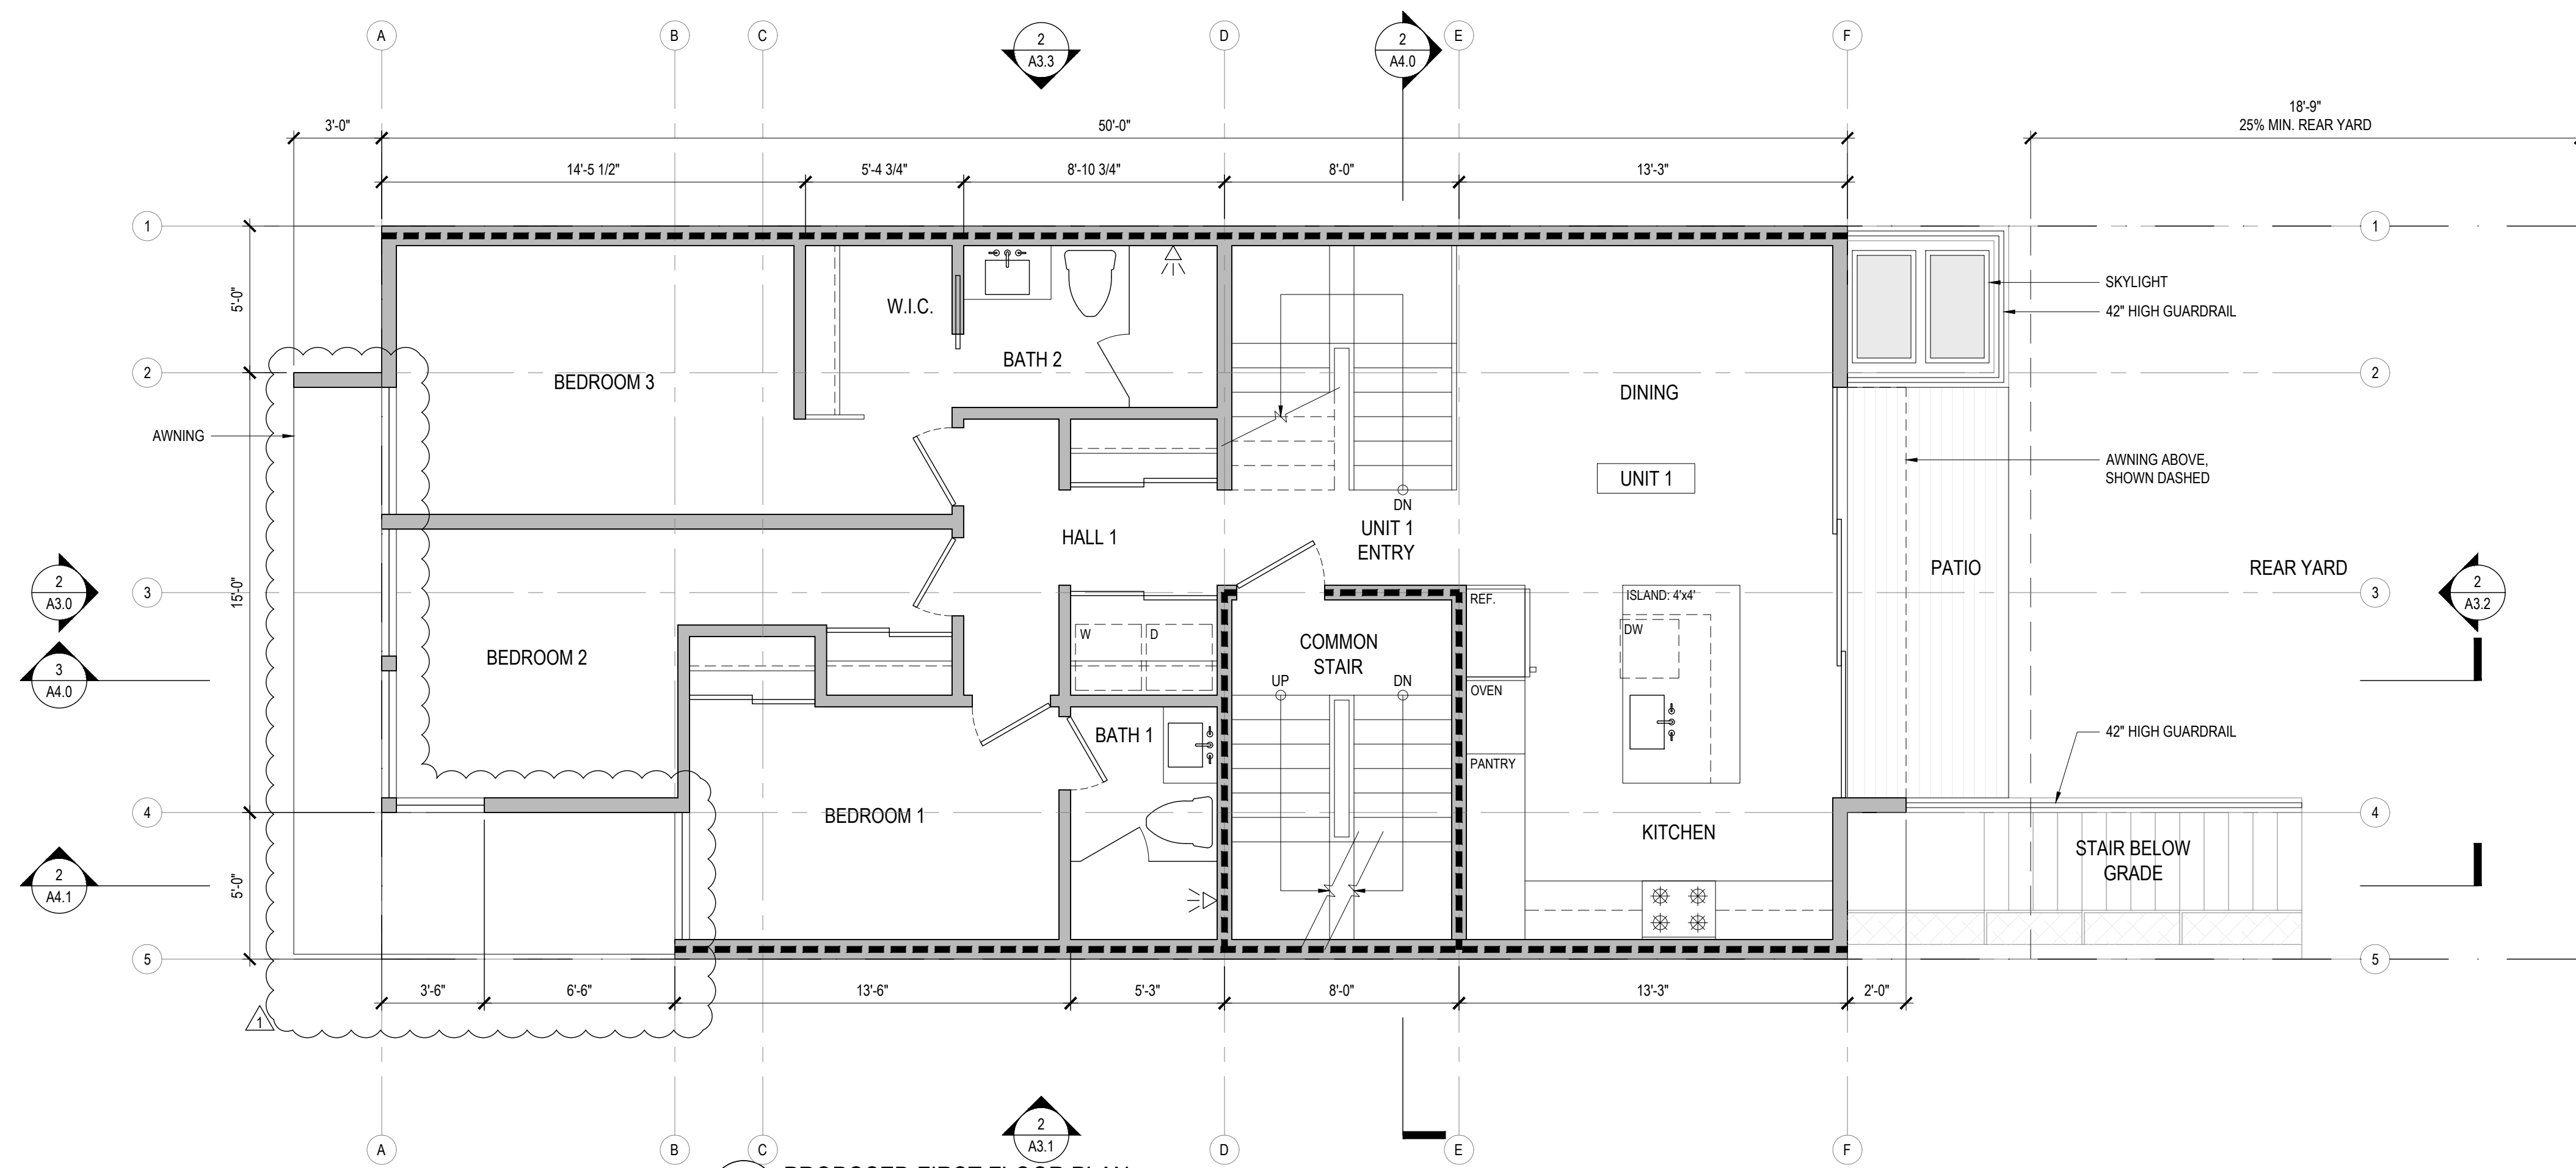 A
B
C
2
A3.3
D
2
A4.0
E
F
3'-0"
50'-0"
18'-9"
25% MIN. REAR YARD
14'-5 1/2"
5'-4 3/4"
8'-10 3/4"
8'-0"
13'-3"
1
1
5'-0"
SKYLIGHT
42" HIGH GUARDRAIL
W.I.C.
BATH 2
2
2
BEDROOM 3
DINING
AWNING
AWNING ABOVE,
SHOWN DASHED
UNIT 1
DN
UNIT 1
ENTRY
HALL 1
PATIO
REAR YARD
2
A3.0
3
15'-0"
3
2
A3.2
REF.
ISLAND: 4'x4'
W
D
DW
COMMON
STAIR
BEDROOM 2
3
A4.0
UP
DN
OVEN
BATH 1
42" HIGH GUARDRAIL
PANTRY
4
BEDROOM 1
KITCHEN
4
STAIR BELOW
GRADE
2
A4.1
5'-0"
5
5
3'-6"
6'-6"
13'-6"
5'-3"
8'-0"
13'-3"
2'-0"
1
2
A3.1
A
B
C
D
E
F
PROPOSED FIRST FLOOR PLAN